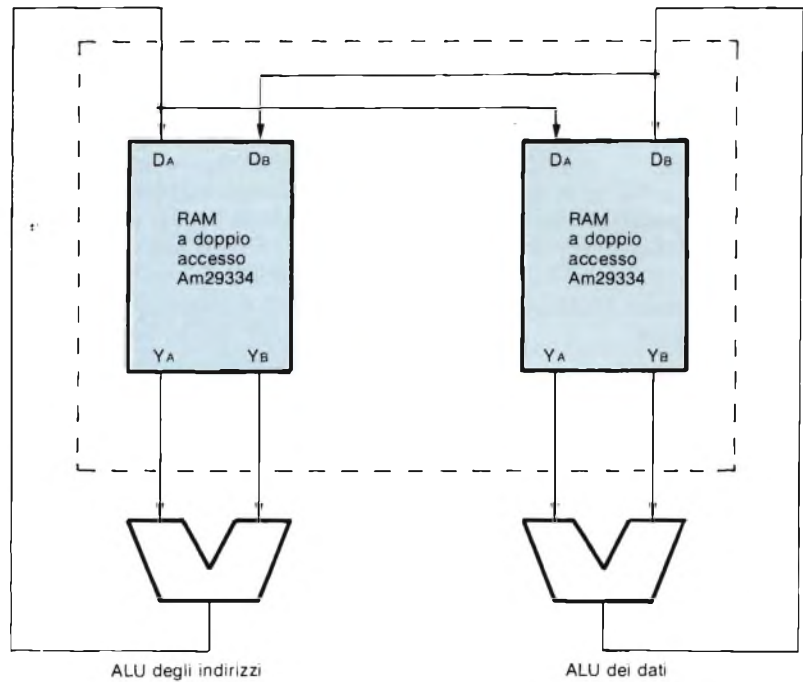 DA DB
RAM
a doppio
accesso
Am29334
YA YB
DA DB
RAM
a doppio
accesso
Am29334
YA YB
ALU degli indirizzi
ALU dei dati